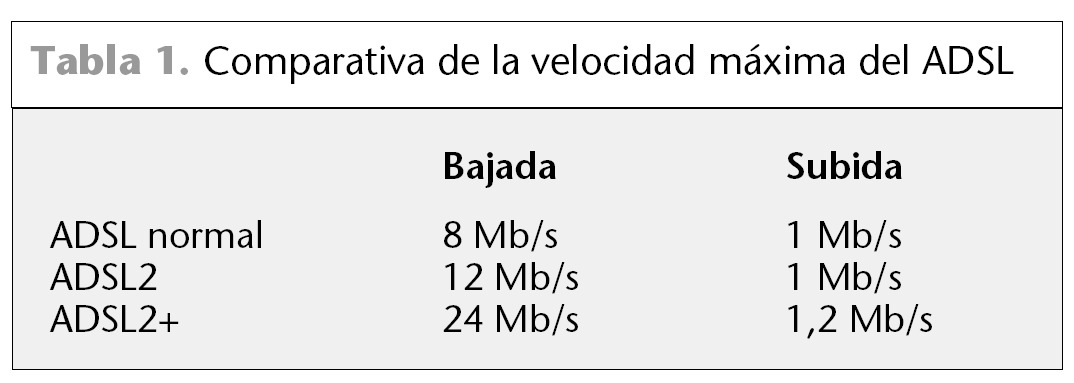 Tabla 1. Comparativa de la velocidad máxima del ADSL
Bajada Subida
ADSL normal 8 Mb/s 1 Mb/s
ADSL2 12 Mb/s 1 Mb/s
ADSL2+ 24 Mb/s 1,2 Mb/s